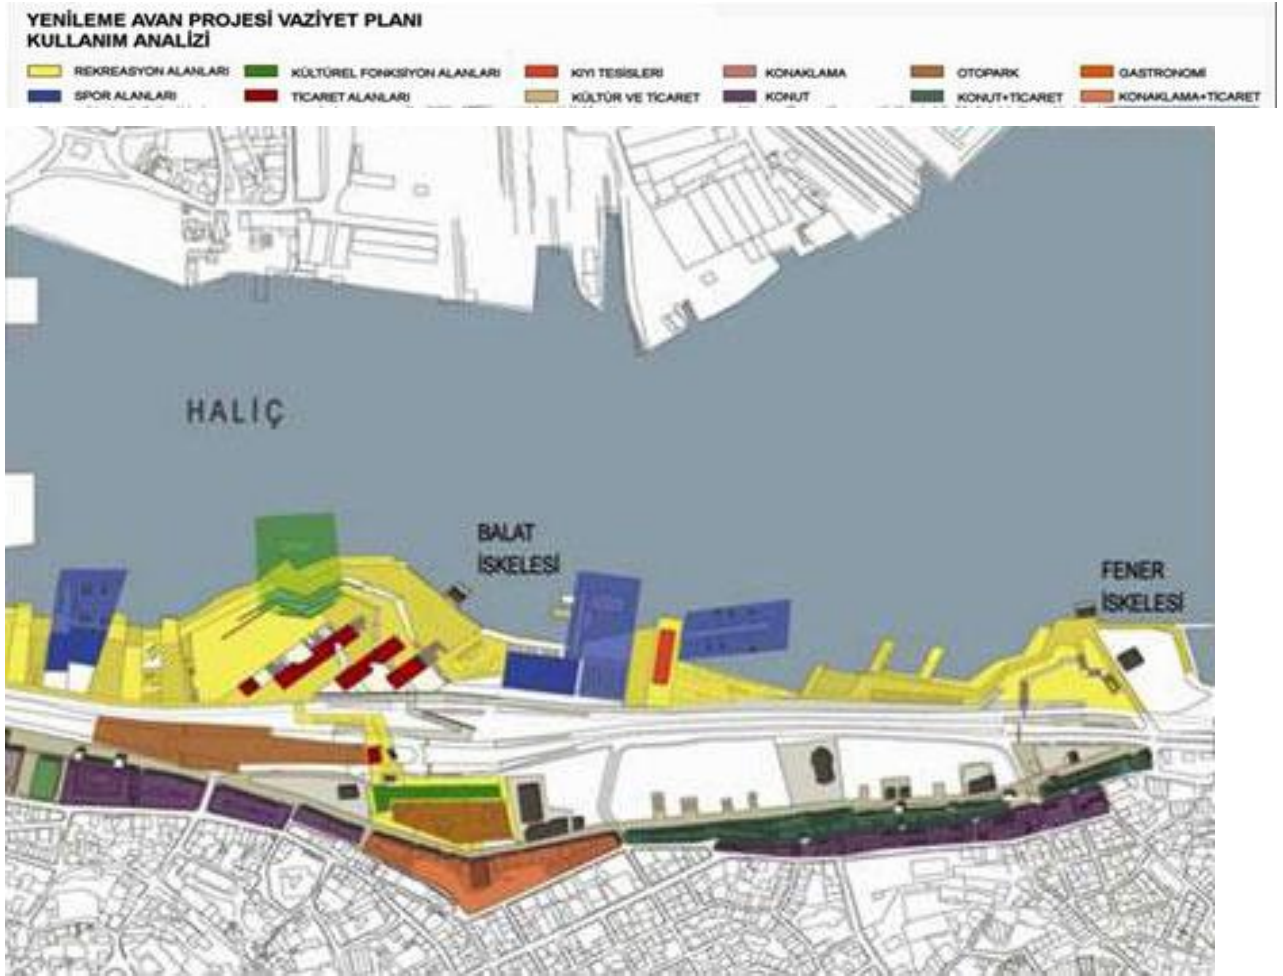 YENİLEME AVAN PROJESİ VAZİYET PLANI
KULLANIM ANALİZİ
REKREASYON ALANLARI KÜLTÜREL FONKSİYON ALANLARI KIYI TESİSLERİ KONAKLAMA OTOPARK GASTRONOMİ
SPOR ALANLARI TİCARET ALANLARI KÜLTÜR VE TİCARET KONUT KONUT+TİCARET KONAKLAMA+TİCARET
HALİÇ
BALAT
İSKELESİ
FENER
İSKELESİ